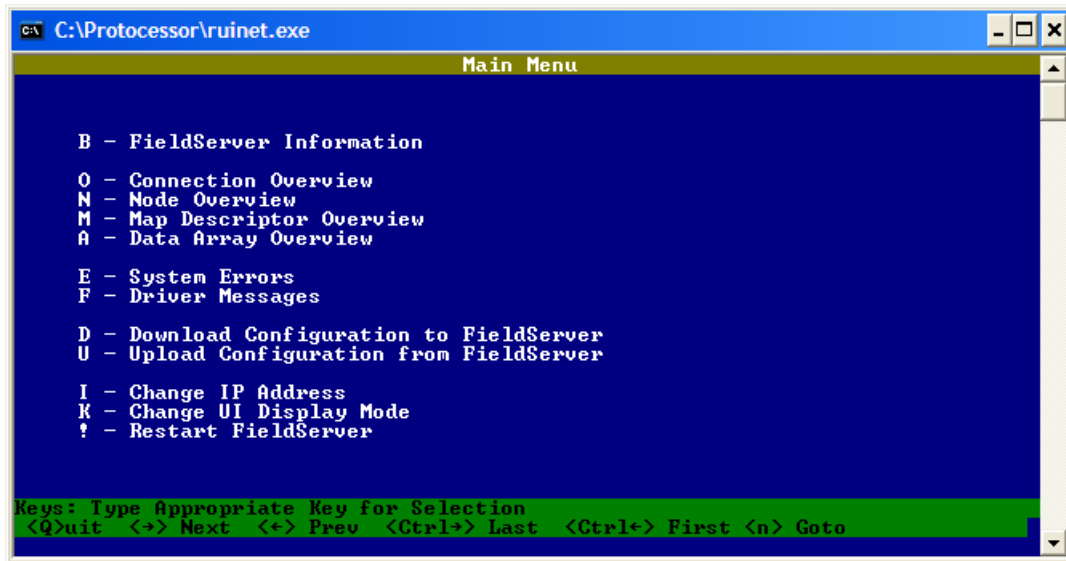 C:\Protocessor\ruinet.exe
Main Menu
B - FieldServer Information
O - Connection Overview
N - Node Overview
M - Map Descriptor Overview
A - Data Array Overview
E - System Errors
F - Driver Messages
D - Download Configuration to FieldServer
U - Upload Configuration from FieldServer
I - Change IP Address
K - Change UI Display Mode
! - Restart FieldServer
Keys: Type Appropriate Key for Selection
<Q>uit <→> Next <←> Prev <Ctrl→> Last <Ctrl←> First <n> Goto